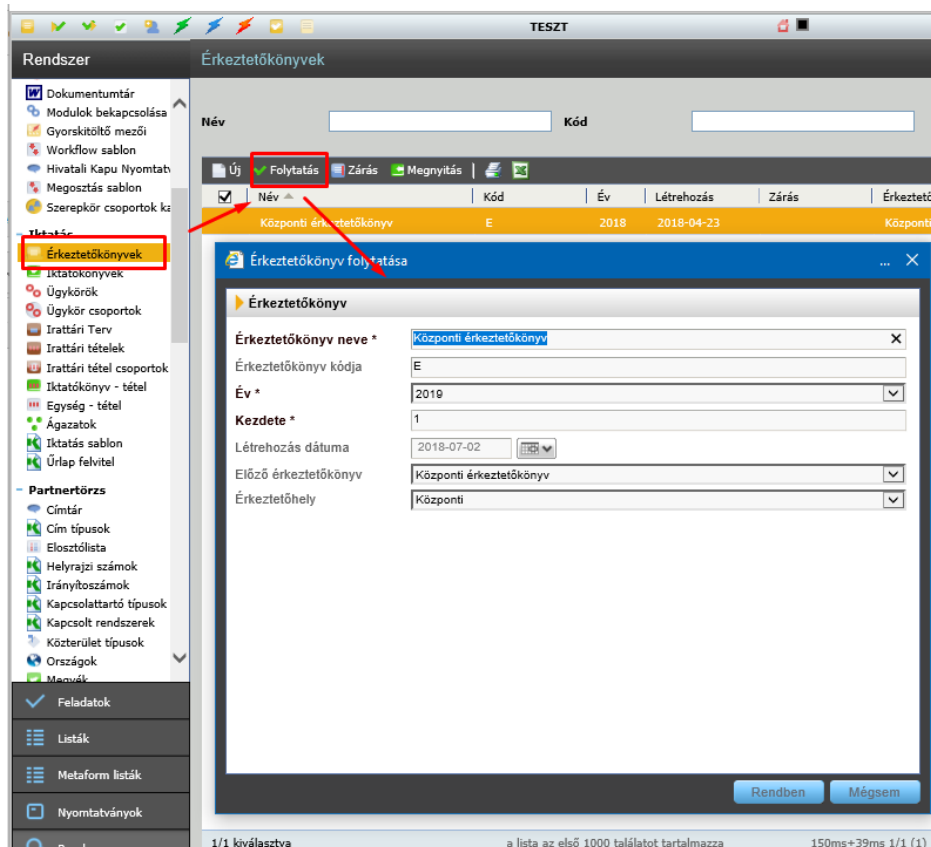 TESZT
Rendszer
Érkeztetőkönyvek
Dokumentumtár
Modulok bekapcsolása
Gyorskitöltő mezői
Workflow sablon
Hivatali Kapu Nyomtatv
Megosztás sablon
Szerepkör csoportok ka
Iktatás
Érkeztetőkönyvek
Iktatókönyvek
Ügykörök
Ügykör csoportok
Irattári Terv
Irattári tételek
Irattári tétel csoportok
Iktatókönyv - tétel
Egység - tétel
Ágazatok
Iktatás sablon
Űrlap felvitel
Partnertörzs
Címtár
Cím típusok
Elosztólista
Helyrajzi számok
Irányítoszámok
Kapcsolattartó típusok
Kapcsolt rendszerek
Közterület típusok
Országok
Megyék
Feladatok
Listák
Metaform listák
Nyomtatványok
Név Kód
Új Folytatás Zárás Megnyitás
Név Kód Év Létrehozás Zárás Érkeztető
Központi érkeztetőkönyv E 2018 2018-04-23 Központi
Érkeztetőkönyv folytatása ...
Érkeztetőkönyv
Érkeztetőkönyv neve * Központi érkeztetőkönyv
Érkeztetőkönyv kódja E
Év * 2019
Kezdete * 1
Létrehozás dátuma 2018-07-02
Előző érkeztetőkönyv Központi érkeztetőkönyv
Érkeztetőhely Központi
Rendben Mégsem
1/1 kiválasztva a lista az első 1000 találatot tartalmazza 150ms+39ms 1/1 (1)